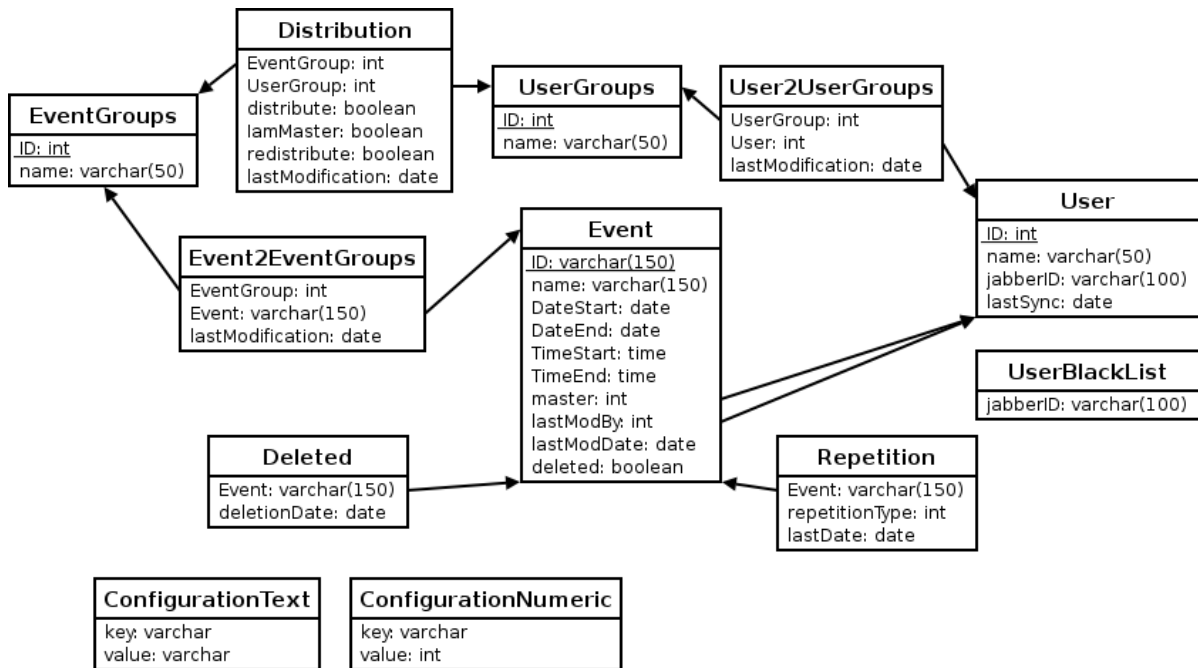 Distribution
EventGroup: int
UserGroup: int
distribute: boolean
IamMaster: boolean
redistribute: boolean
lastModification: date
UserGroups
ID: int
name: varchar(50)
User2UserGroups
UserGroup: int
User: int
lastModification: date
EventGroups
ID: int
name: varchar(50)
User
ID: int
name: varchar(50)
jabberID: varchar(100)
lastSync: date
Event2EventGroups
EventGroup: int
Event: varchar(150)
lastModification: date
Event
ID: varchar(150)
name: varchar(150)
DateStart: date
DateEnd: date
TimeStart: time
TimeEnd: time
master: int
lastModBy: int
lastModDate: date
deleted: boolean
UserBlackList
jabberID: varchar(100)
Deleted
Event: varchar(150)
deletionDate: date
Repetition
Event: varchar(150)
repetitionType: int
lastDate: date
ConfigurationText
key: varchar
value: varchar
ConfigurationNumeric
key: varchar
value: int